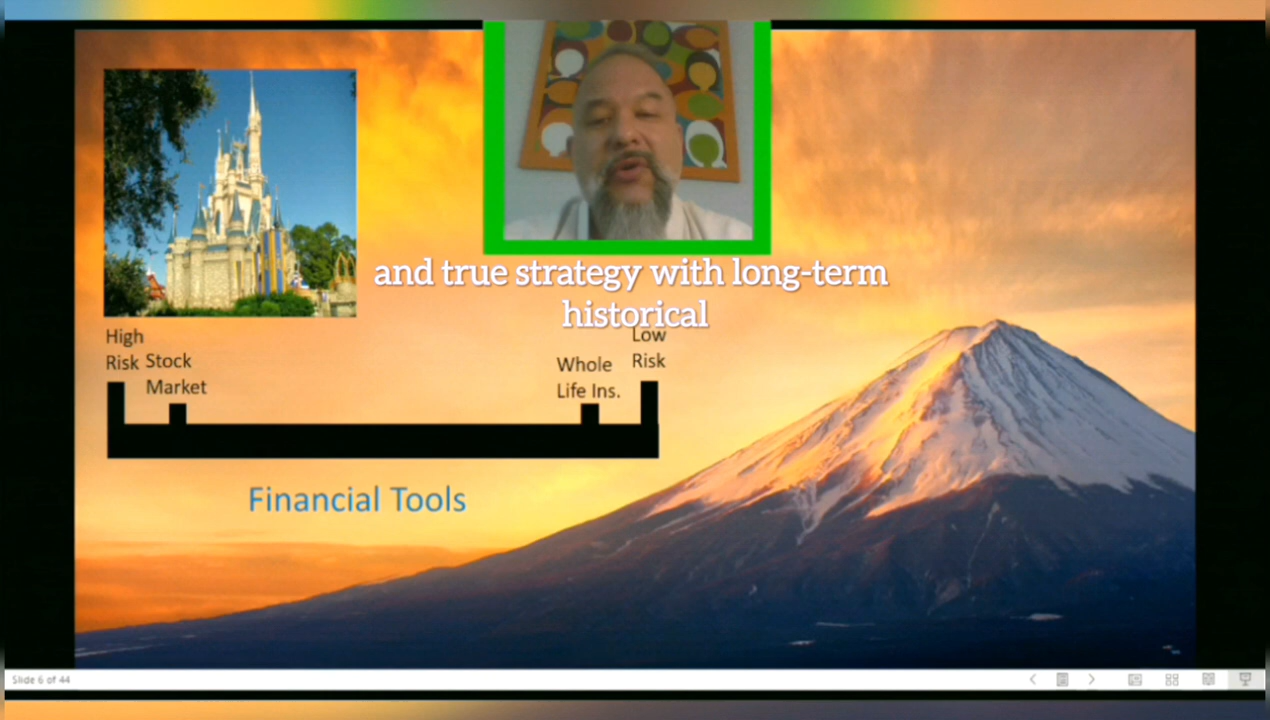 and true strategy with long-term
historical
High
Risk
Stock
Market
Whole
Life Ins.
Low
Risk
Financial Tools
Slide 6 of 44